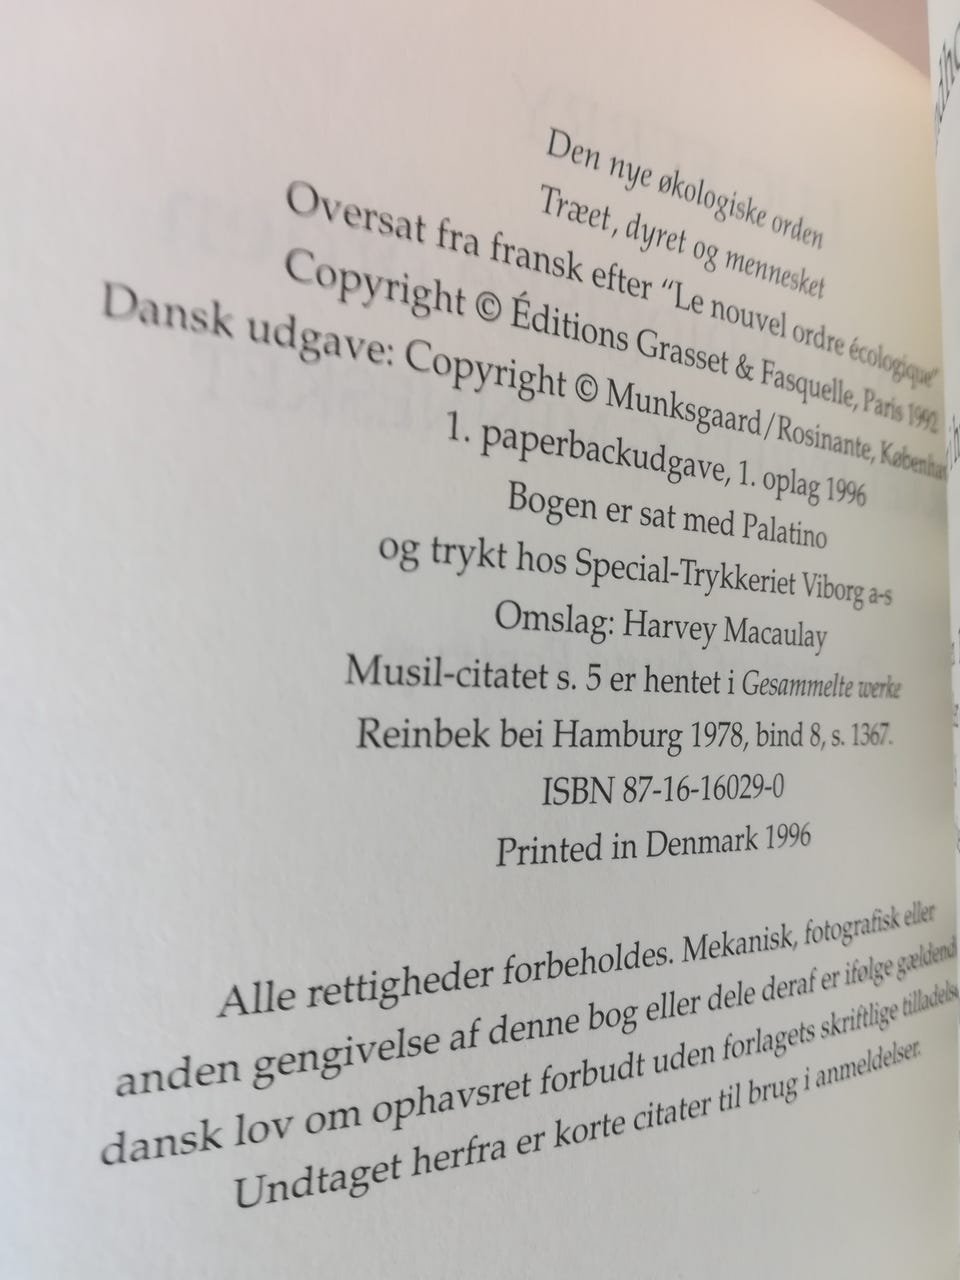 Den nye økologiske orden
Træet, dyret og mennesket
Oversat fra fransk efter “Le nouvel ordre écologique”
Copyright © Éditions Grasset & Fasquelle, Paris 1992
Dansk udgave: Copyright © Munksgaard/Rosinante,
1. paperbackudgave, 1. oplag 1996
Bogen er sat med Palatino
og trykt hos Special-Trykkeriet Viborg a-s
Omslag: Harvey Macaulay
Musil-citatet s. 5 er hentet i Gesammelte werke
Reinbek bei Hamburg 1978, bind 8, s. 1367.
ISBN 87-16-16029-0
Printed in Denmark 1996
Alle rettigheder forbeholdes. Mekanisk, fotografisk eller
anden gengivelse af denne bog eller dele deraf er ifølge
dansk lov om ophavsret forbudt uden forlagets skriftlige
Undtaget herfra er korte citater til brug i anmeldelser.